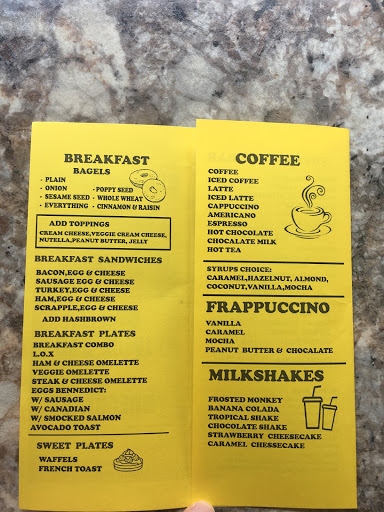 BREAKFAST
BAGELS
- PLAIN
- ONION - POPPY SEED
- SESAME SEED - WHOLE WHEAT
- EVERYTHING - CINNAMON & RAISIN
ADD TOPPINGS
CREAM CHEESE,VEGGIE CREAM CHEESE,
NUTELLA,PEANUT BUTTER, JELLY
BREAKFAST SANDWICHES
BACON,EGG & CHEESE
SAUSAGE EGG & CHEESE
TURKEY,EGG & CHEESE
HAM,EGG & CHEESE
SCRAPPLE,EGG & CHEESE
ADD HASHBROWN
BREAKFAST PLATES
BREAKFAST COMBO
L.O.X
HAM & CHEESE OMELETTE
VEGGIE OMELETTE
STEAK & CHEESE OMELETTE
EGGS BENNEDICT:
W/ SAUSAGE
W/ CANADIAN
W/ SMOCKED SALMON
AVOCADO TOAST
SWEET PLATES
WAFFELS
FRENCH TOAST
COFFEE
COFFEE
ICED COFFEE
LATTE
ICED LATTE
CAPPUCCINO
AMERICANO
ESPRESSO
HOT CHOCOLATE
CHOCALATE MILK
HOT TEA
SYRUPS CHOICE:
CARAMEL,HAZELNUT, ALMOND,
COCONUT,VANILLA,MOCHA
FRAPPUCCINO
VANILLA
CARAMEL
MOCHA
PEANUT BUTTER & CHOCALATE
MILKSHAKES
FROSTED MONKEY
BANANA COLADA
TROPICAL SHAKE
CHOCOLATE SHAKE
STRAWBERRY CHEESECAKE
CARAMEL CHESSECAKE